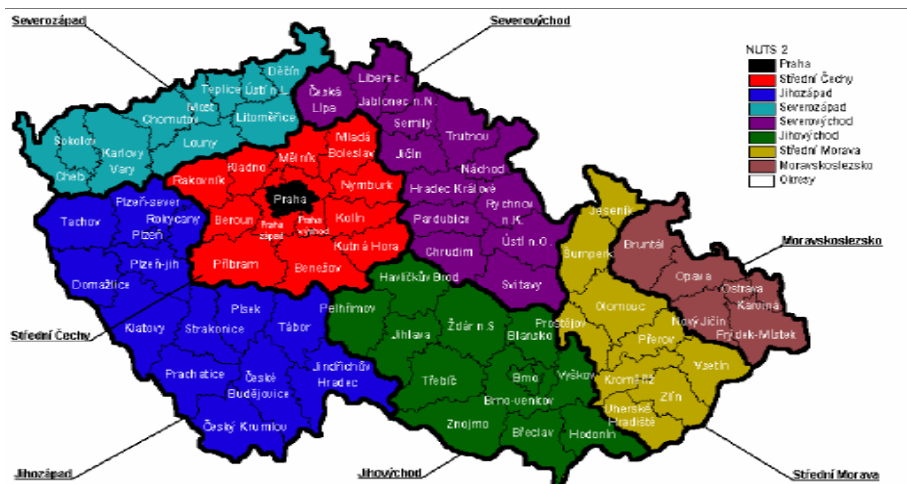 Severozápad
Severovýchod
NUTS 2
Praha
Střední Čechy
Jihozápad
Severozápad
Severovýchod
Jihovýchod
Střední Morava
Moravskoslezsko
Okresy
Děčín
Teplice
Ústí n.L.
Most
Chomutov
Litoměřice
Louny
Sokolov
Karlovy
Vary
Cheb
Česká
Lípa
Liberec
Jablonec n.N.
Semily
Trutnov
Jičín
Náchod
Hradec Králové
Rychnov
n.K.
Pardubice
Ústí n.O.
Chrudim
Svitavy
Mladá
Boleslav
Mělník
Kladno
Rakovník
Nymburk
Praha
Beroun
Praha
západ
Praha
východ
Kolín
Kutná Hora
Příbram
Benešov
Tachov
Plzeň-sever
Rokycany
Plzeň
Plzeň-jih
Domažlice
Klatovy
Písek
Strakonice
Tábor
Prachatice
České
Budějovice
Jindřichův
Hradec
Český Krumlov
Havlíčkův Brod
Pelhřimov
Jihlava
Žďár n.S
Blansko
Třebíč
Brno
Vyškov
Brno-venkov
Znojmo
Břeclav
Hodonín
Jeseník
Šumperk
Olomouc
Prostějov
Přerov
Kroměříž
Vsetín
Zlín
Uherské
Hradiště
Bruntál
Opava
Ostrava
Karviná
Nový Jičín
Frýdek-Místek
Moravskoslezsko
Střední Čechy
Jihozápad
Jihovýchod
Střední Morava